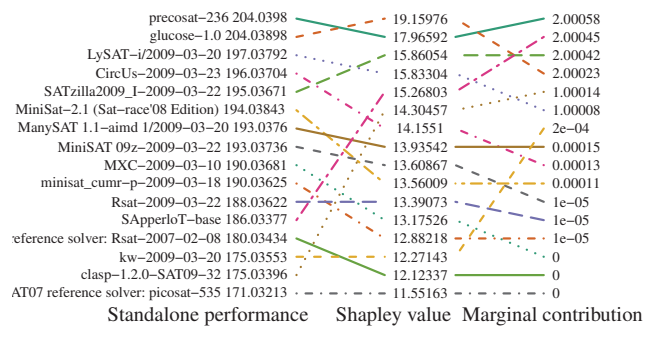 precosat−236 204.0398 19.15976 2.00058
glucose−1.0 204.03898 17.96592 2.00045
LySAT−i/2009−03−20 197.03792 15.86054 2.00042
CirCUs−2009−03−23 196.03704 15.83304 2.00023
SATzilla2009_I−2009−03−22 195.03671 15.26803 1.00014
MiniSat−2.1 (Sat−race'08 Edition) 194.03843 14.30457 1.00008
ManySAT 1.1−aimd 1/2009−03−20 193.0376 14.1551 2e−04
MiniSAT 09z−2009−03−22 193.03736 13.93542 0.00015
MXC−2009−03−10 190.03681 13.60867 0.00013
minisat_cumr−p−2009−03−18 190.03625 13.56009 0.00011
Rsat−2009−03−22 188.03622 13.39073 1e−05
SApperloT−base 186.03377 13.17526 1e−05
reference solver: Rsat−2007−02−08 180.03434 12.88218 1e−05
kw−2009−03−20 175.03553 12.27143 0
clasp−1.2.0−SAT09−32 175.03396 12.12337 0
AT07 reference solver: picosat−535 171.03213 11.55163 0
Standalone performance Shapley value Marginal contribution